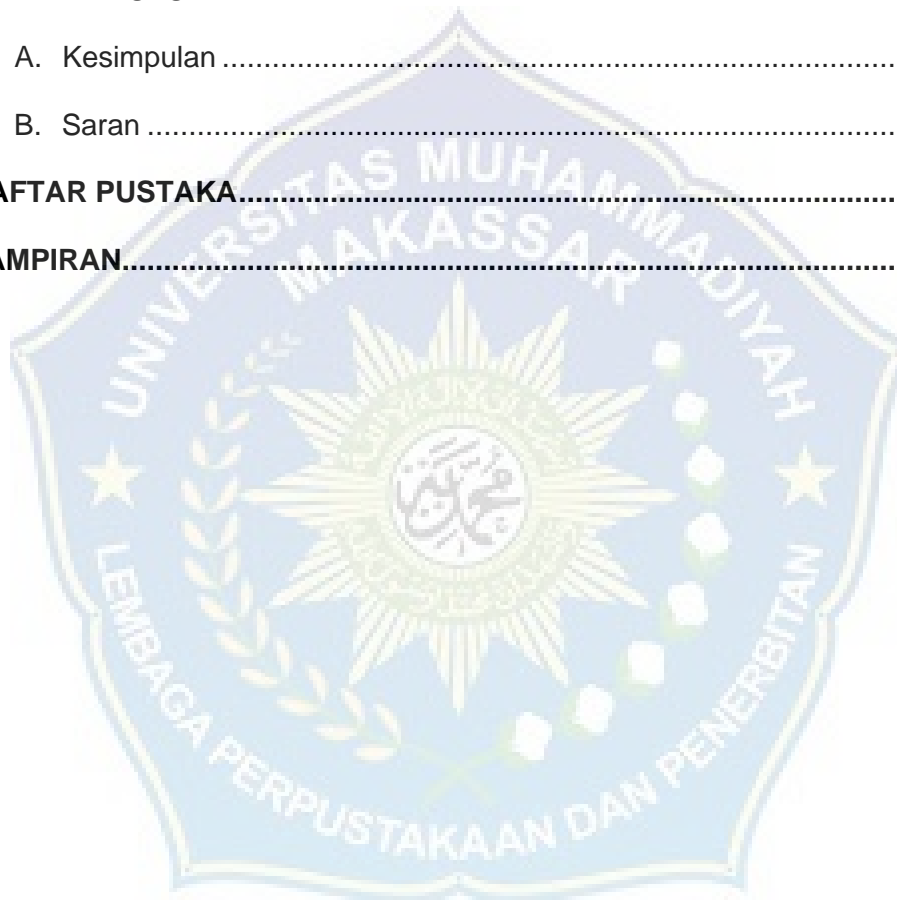 A. Kesimpulan ................................................................................
B. Saran ..........................................................................................
AFTAR PUSTAKA................................................................................
AMPIRAN..............................................................................................
UNIVERSITAS MUHAMMADIYAH
MAKASSAR
LEMBAGA PERPUSTAKAAN DAN PENERBITAN